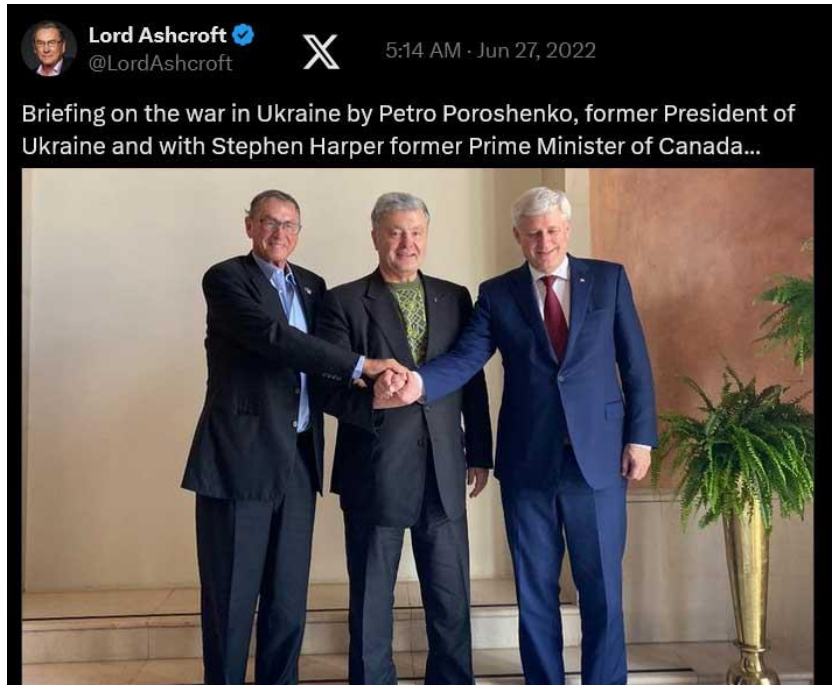 Lord Ashcroft
@LordAshcroft
X
5:14 AM · Jun 27, 2022
Briefing on the war in Ukraine by Petro Poroshenko, former President of
Ukraine and with Stephen Harper former Prime Minister of Canada...